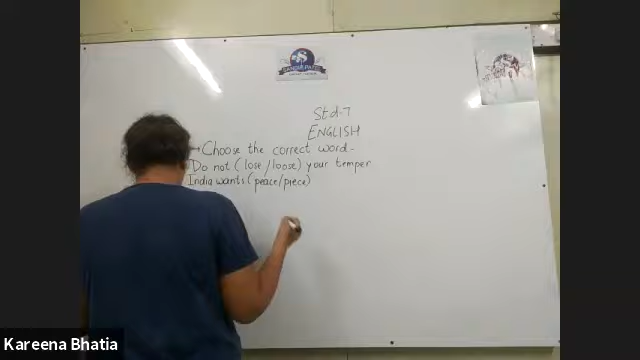 Std-7
ENGLISH
→Choose the correct word-
Do not (lose/loose) your temper
India wants (peace/piece)
Kareena Bhatia